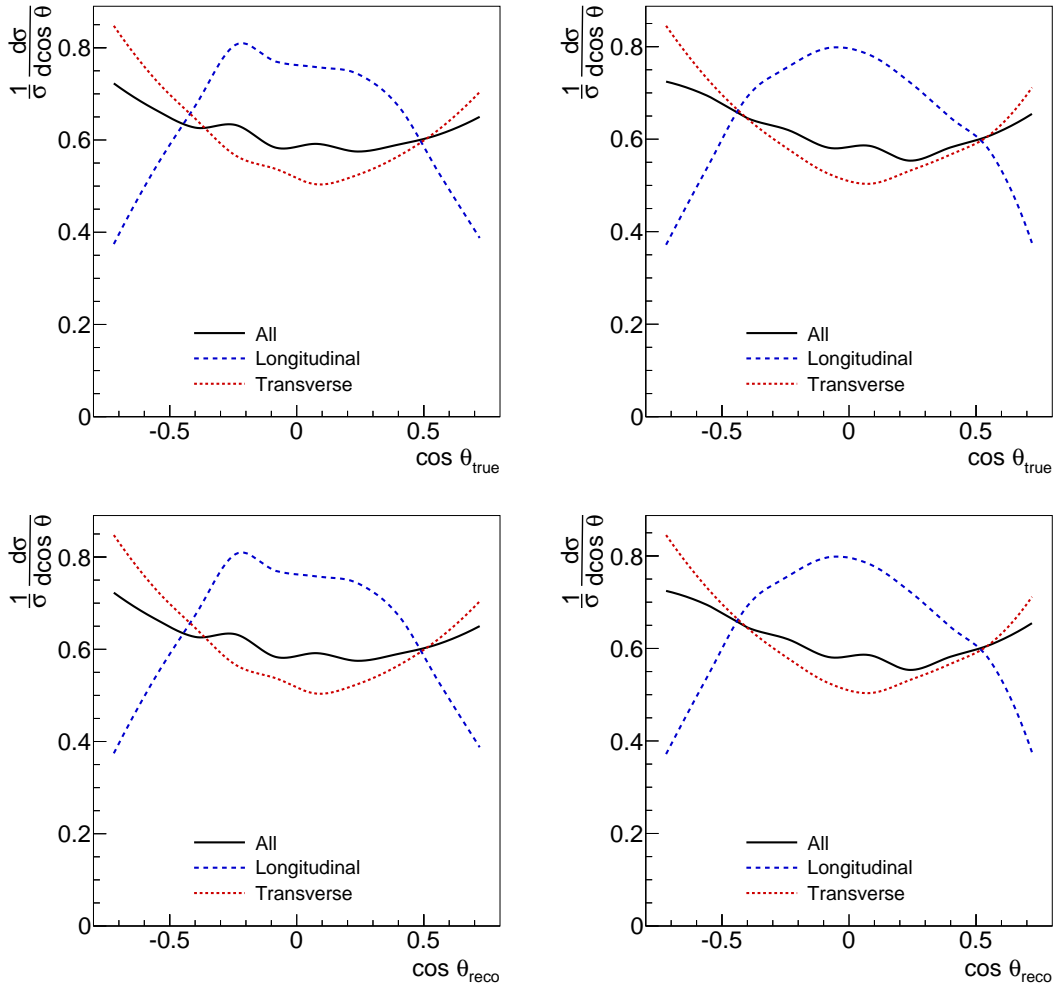 1/σ dσ/dcos θ
0.8
0.6
0.4
0.2
0
All
Longitudinal
Transverse
-0.5 0 0.5
cos θtrue
1/σ dσ/dcos θ
0.8
0.6
0.4
0.2
0
All
Longitudinal
Transverse
-0.5 0 0.5
cos θtrue
1/σ dσ/dcos θ
0.8
0.6
0.4
0.2
0
All
Longitudinal
Transverse
-0.5 0 0.5
cos θreco
1/σ dσ/dcos θ
0.8
0.6
0.4
0.2
0
All
Longitudinal
Transverse
-0.5 0 0.5
cos θreco